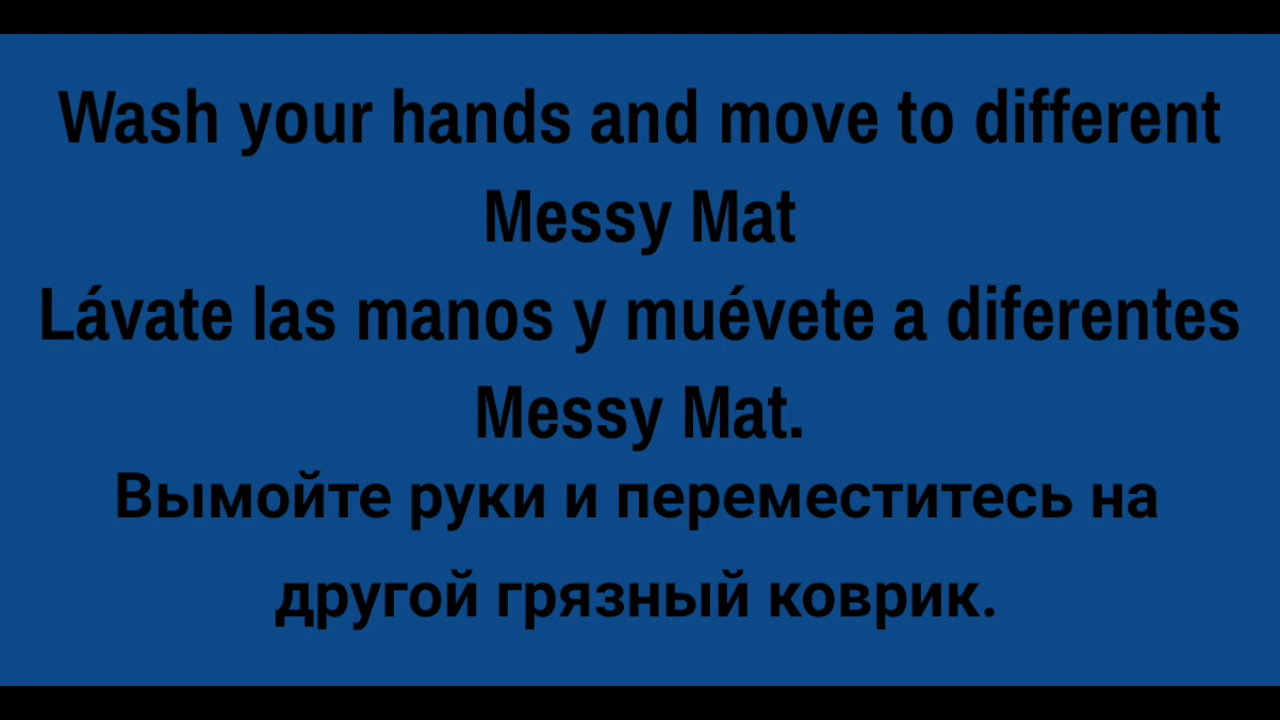 Wash your hands and move to different
Messy Mat
Lávate las manos y muévete a diferentes
Messy Mat.
Вымойте руки и переместитесь на
другой грязный коврик.